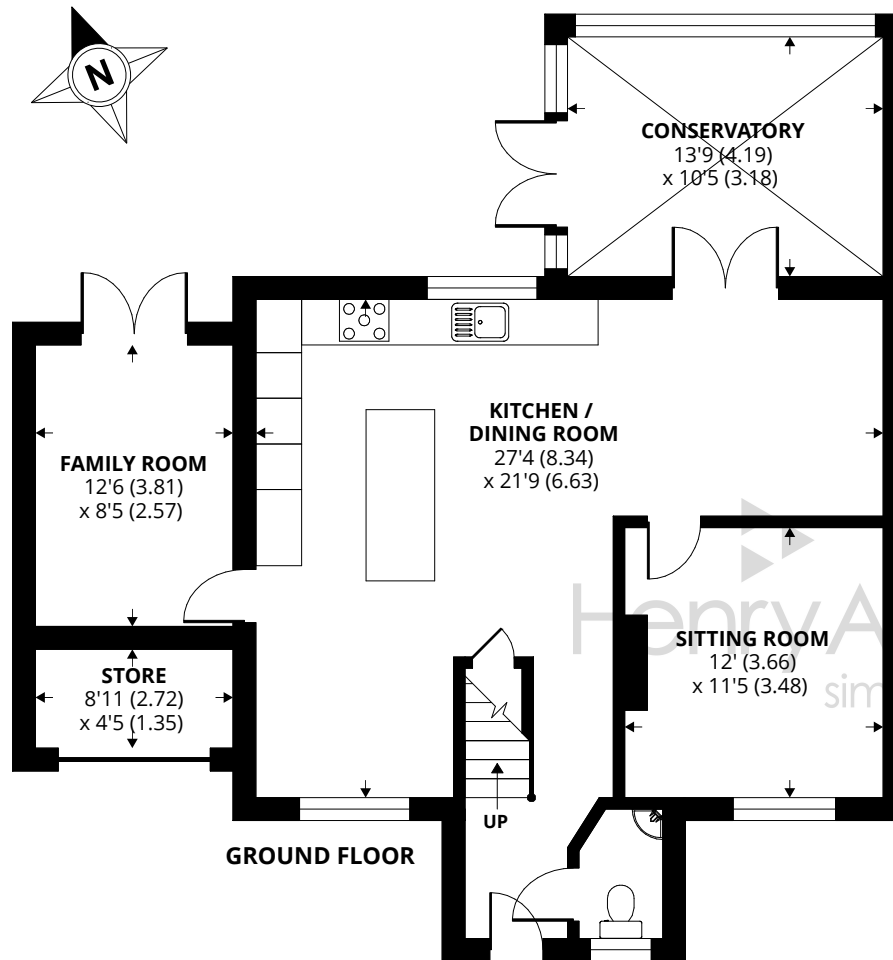 N
CONSERVATORY
13'9 (4.19)
x 10'5 (3.18)
KITCHEN /
DINING ROOM
27'4 (8.34)
x 21'9 (6.63)
FAMILY ROOM
12'6 (3.81)
x 8'5 (2.57)
Henry A
sim
SITTING ROOM
12' (3.66)
x 11'5 (3.48)
STORE
8'11 (2.72)
x 4'5 (1.35)
UP
GROUND FLOOR